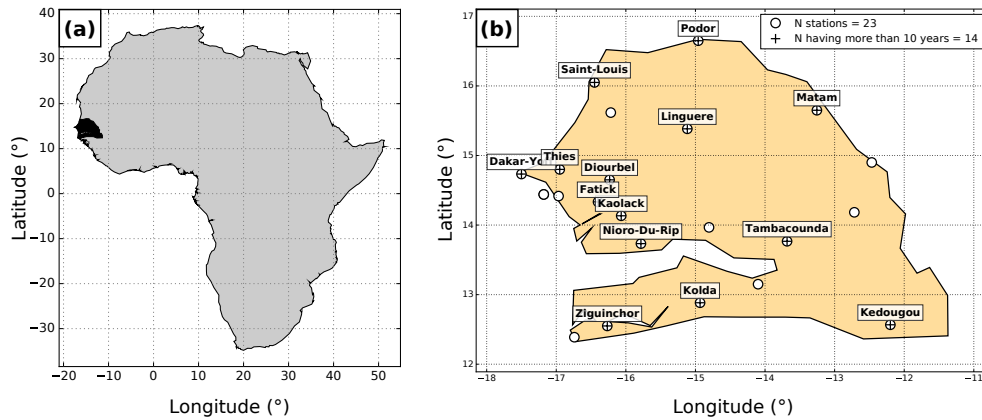 (a)
40
30
20
10
0
−10
−20
−30
−20
−10
0
10
20
30
40
50
Longitude (°)
Latitude (°)
(b)
N stations = 23
N having more than 10 years = 14
17
16
15
14
13
12
−18
−17
−16
−15
−14
−13
−12
−11
Longitude (°)
Latitude (°)
Podor
Saint-Louis
Matam
Linguere
Thies
Diourbel
Fatick
Kaolack
Nioro-Du-Rip
Tambacounda
Kolda
Ziguinchor
Kedougou